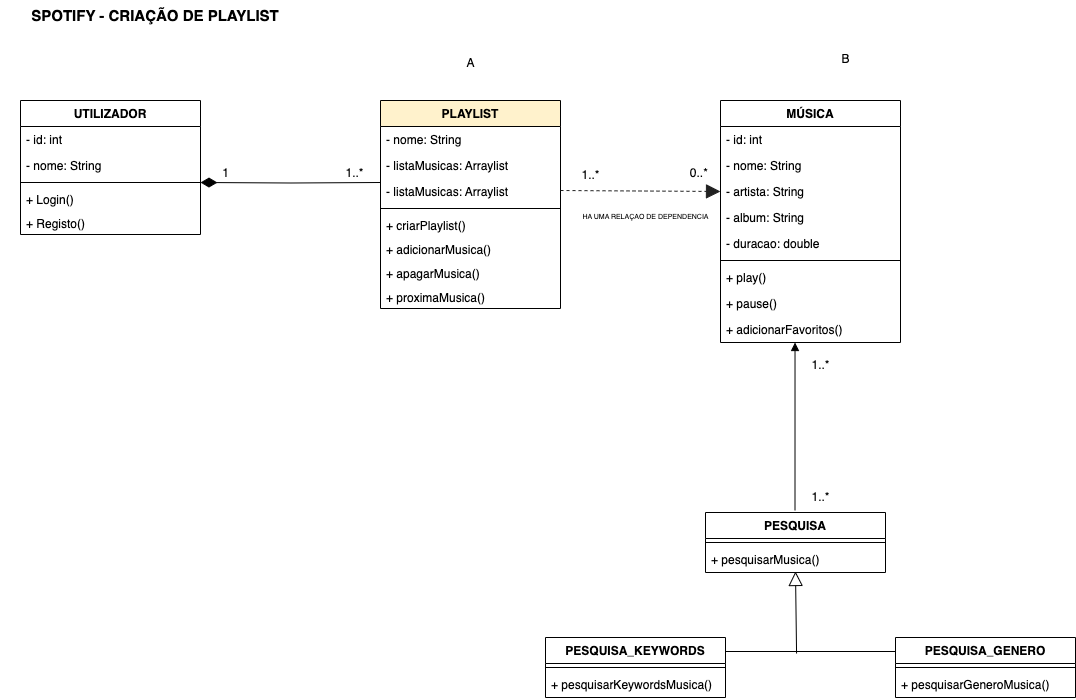 SPOTIFY - CRIAÇÃO DE PLAYLIST
A
B
UTILIZADOR
- id: int
- nome: String
+ Login()
+ Registo()
1
1..*
PLAYLIST
- nome: String
- listaMusicas: Arraylist
- listaMusicas: Arraylist
+ criarPlaylist()
+ adicionarMusica()
+ apagarMusica()
+ proximaMusica()
1..*
0..*
HA UMA RELAÇAO DE DEPENDENCIA
MÚSICA
- id: int
- nome: String
- artista: String
- album: String
- duracao: double
+ play()
+ pause()
+ adicionarFavoritos()
1..*
1..*
PESQUISA
+ pesquisarMusica()
PESQUISA_KEYWORDS
+ pesquisarKeywordsMusica()
PESQUISA_GENERO
+ pesquisarGeneroMusica()